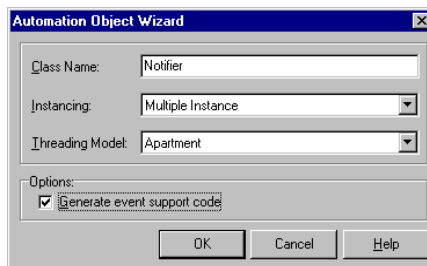 Automation Object Wizard
Class Name: Notifier
Instancing: Multiple Instance
Threading Model: Apartment
Options:
Generate event support code
OK Cancel Help